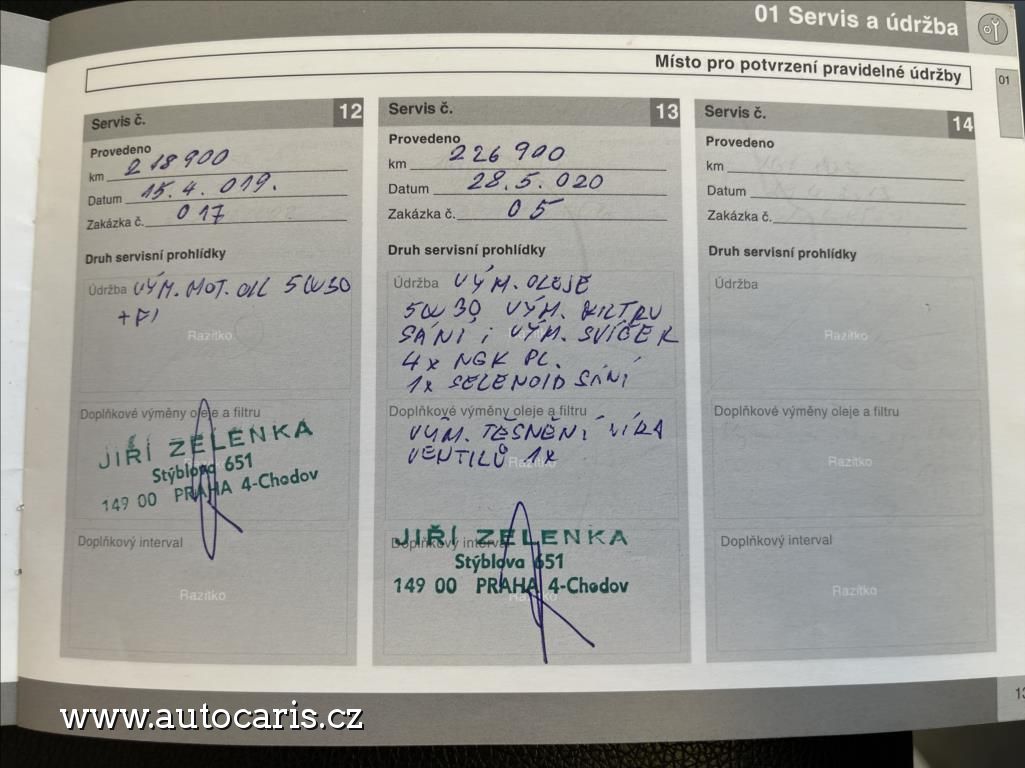 01 Servis a údržba
Místo pro potvrzení pravidelné údržby
01
Servis č. 12
Provedeno
km 218900
Datum 15.4.019.
Zakázka č. 017
Druh servisní prohlídky
Údržba VÝM. MOT. OIL 5W30
+ FI
Razítko
Doplňkové výměny oleje a filtru
JIŘÍ ZELENKA
Stýblova 651
149 00 PRAHA 4-Chodov
Doplňkový interval
Razítko
Servis č. 13
Provedeno
km 226900
Datum 28.5.020
Zakázka č. 05
Druh servisní prohlídky
Údržba VÝM. OLEJE
5W30 VÝM. FILTRU
SÁNÍ i VÝM. SVÍČEK
4x NGK PL.
1x SELENOID SÁNÍ
Doplňkové výměny oleje a filtru
VÝM. TĚSNĚNÍ VÍKA
VENTILŮ 1x
Razítko
JIŘÍ ZELENKA
Doplňkový interval
Stýblova 651
149 00 PRAHA 4-Chodov
Razítko
Servis č. 14
Provedeno
km
Datum
Zakázka č.
Druh servisní prohlídky
Údržba
Razítko
Doplňkové výměny oleje a filtru
Razítko
Doplňkový interval
Razítko
www.autocaris.cz